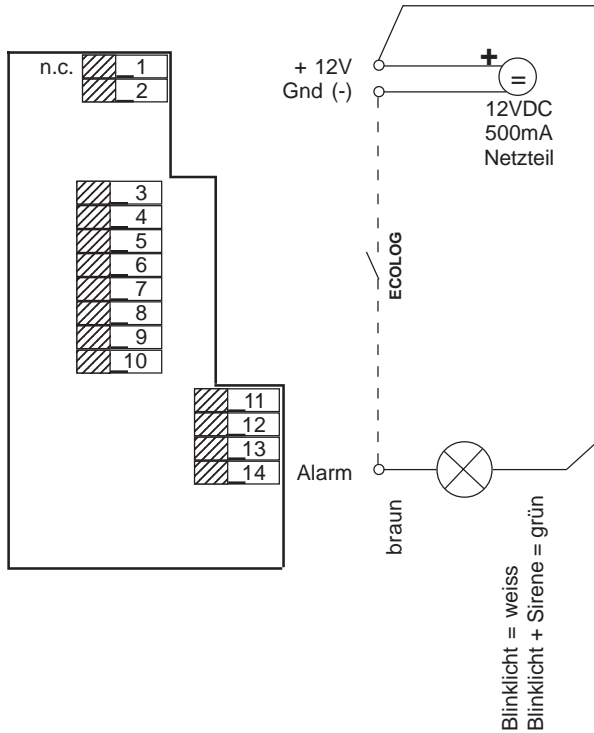 n.c.
1
2
3
4
5
6
7
8
9
10
11
12
13
14
+ 12V
Gnd (-)
+
=
12VDC
500mA
Netzteil
ECOLOG
Alarm
braun
Blinklicht = weiss
Blinklicht + Sirene = grün